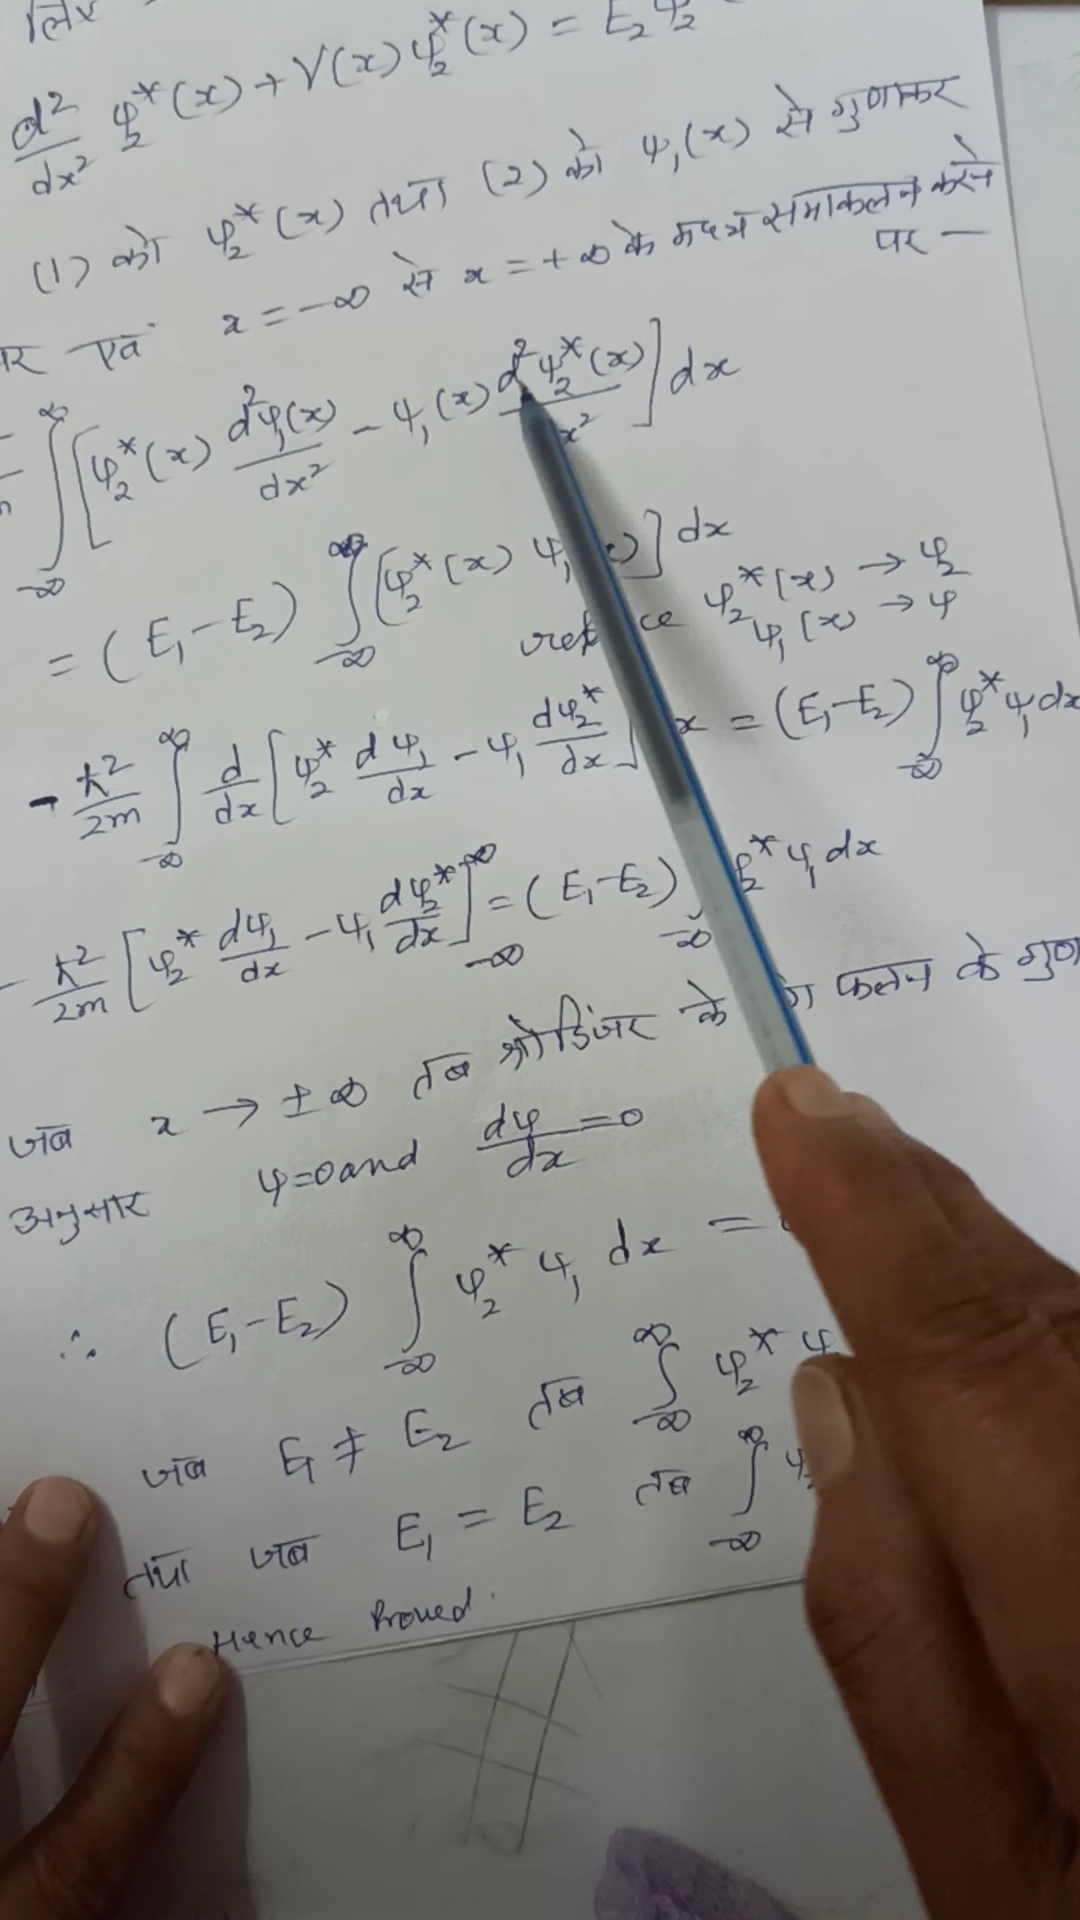 लिए
d²/dx² ψ₂*(x) + V(x) ψ₂*(x) = E₂ ψ₂
(1) को ψ₂*(x) तथा (2) को ψ₁(x) से गुणाकर
एवं x = -∞ से x = +∞ के मध्य समाकलन करने
पर —
∫_{-∞}^{∞} [ψ₂*(x) d²ψ₁(x)/dx² - ψ₁(x) d²ψ₂*(x)/x²] dx
= (E₁-E₂) ∫_{-∞}^{∞} [ψ₂*(x) ψ₁ )] dx
ψ₂*(x) → ψ₂
ψ₁(x) → ψ
- ħ²/2m ∫_{-∞}^{∞} d/dx [ψ₂* dψ₁/dx - ψ₁ dψ₂*/dx] x = (E₁-E₂) ∫_{-∞}^{∞} ψ₂* ψ₁ dx
- ħ²/2m [ψ₂* dψ₁/dx - ψ₁ dψ₂*/dx]_{-∞}^{∞} = (E₁-E₂) _{-∞} ψ₂* ψ₁ dx
जब x → ± ∞ तब श्रोडिंजर के फलन के गुण
अनुसार ψ=0 and dψ/dx = 0
∴ (E₁-E₂) ∫_{-∞}^{∞} ψ₂* ψ₁ dx =
जब E₁ ≠ E₂ तब ∫_{-∞}^{∞} ψ₂* ψ
तथा जब E₁ = E₂ तब ∫_{-∞}^{∞} ψ
Hence Proved.